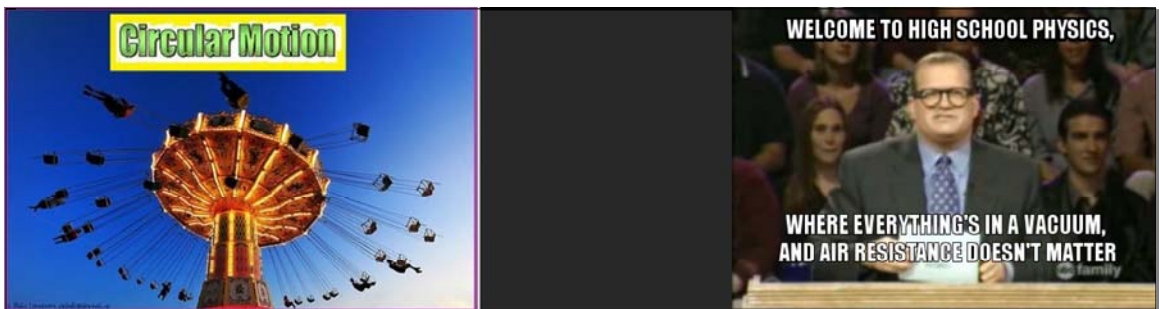 Circular Motion
WELCOME TO HIGH SCHOOL PHYSICS,
WHERE EVERYTHING'S IN A VACUUM,
AND AIR RESISTANCE DOESN'T MATTER
abc family